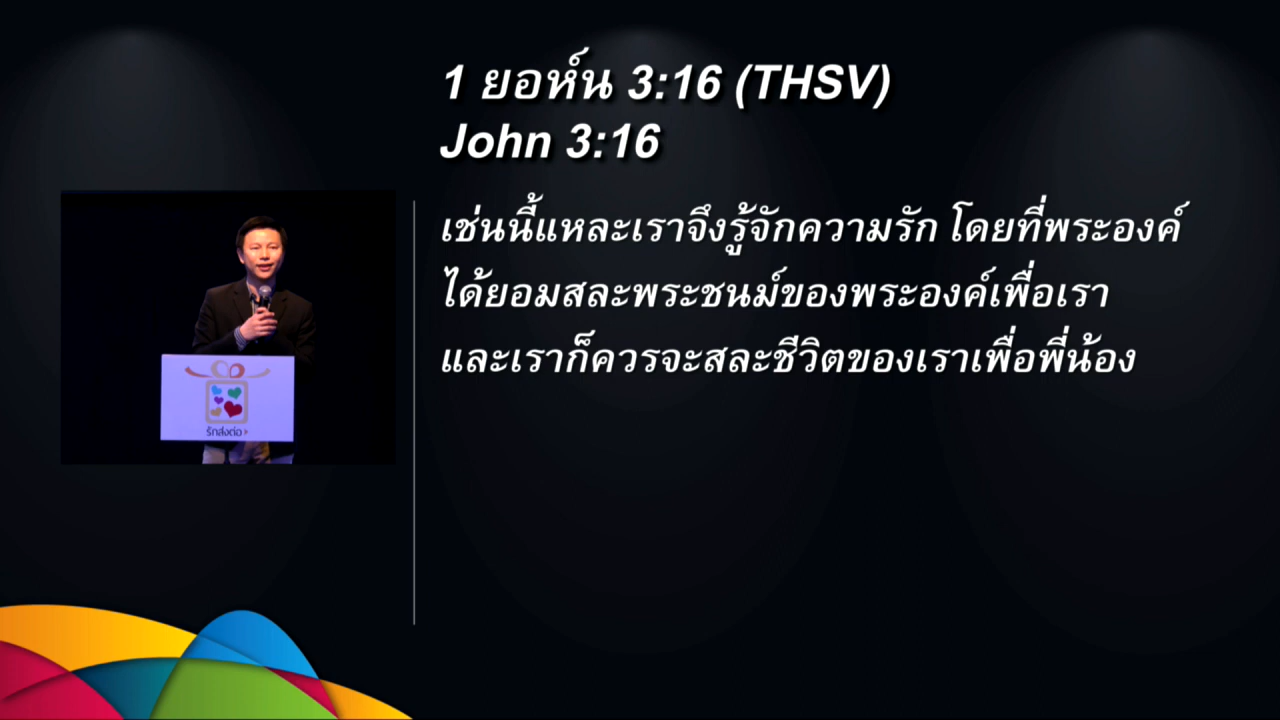 1 ยอห์น 3:16 (THSV)
John 3:16
เช่นนี้แหละเราจึงรู้จักความรัก โดยที่พระองค์
ได้ยอมสละพระชนม์ของพระองค์เพื่อเรา
และเราก็ควรจะสละชีวิตของเราเพื่อพี่น้อง
รักส่งต่อ